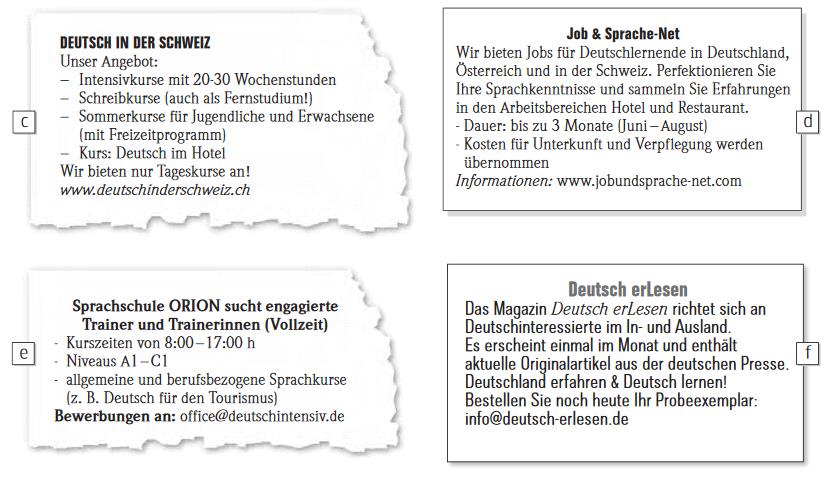 c
DEUTSCH IN DER SCHWEIZ
Unser Angebot:
– Intensivkurse mit 20-30 Wochenstunden
– Schreibkurse (auch als Fernstudium!)
– Sommerkurse für Jugendliche und Erwachsene
(mit Freizeitprogramm)
– Kurs: Deutsch im Hotel
Wir bieten nur Tageskurse an!
www.deutschinderschweiz.ch
d
Job & Sprache-Net
Wir bieten Jobs für Deutschlernende in Deutschland,
Österreich und in der Schweiz. Perfektionieren Sie
Ihre Sprachkenntnisse und sammeln Sie Erfahrungen
in den Arbeitsbereichen Hotel und Restaurant.
- Dauer: bis zu 3 Monate (Juni – August)
- Kosten für Unterkunft und Verpflegung werden
übernommen
Informationen: www.jobundsprache-net.com
e
Sprachschule ORION sucht engagierte
Trainer und Trainerinnen (Vollzeit)
- Kurszeiten von 8:00 – 17:00 h
- Niveaus A1 – C1
- allgemeine und berufsbezogene Sprachkurse
(z. B. Deutsch für den Tourismus)
Bewerbungen an: office@deutschintensiv.de
f
Deutsch erLesen
Das Magazin Deutsch erLesen richtet sich an
Deutschinteressierte im In- und Ausland.
Es erscheint einmal im Monat und enthält
aktuelle Originalartikel aus der deutschen Presse.
Deutschland erfahren & Deutsch lernen!
Bestellen Sie noch heute Ihr Probeexemplar:
info@deutsch-erlesen.de